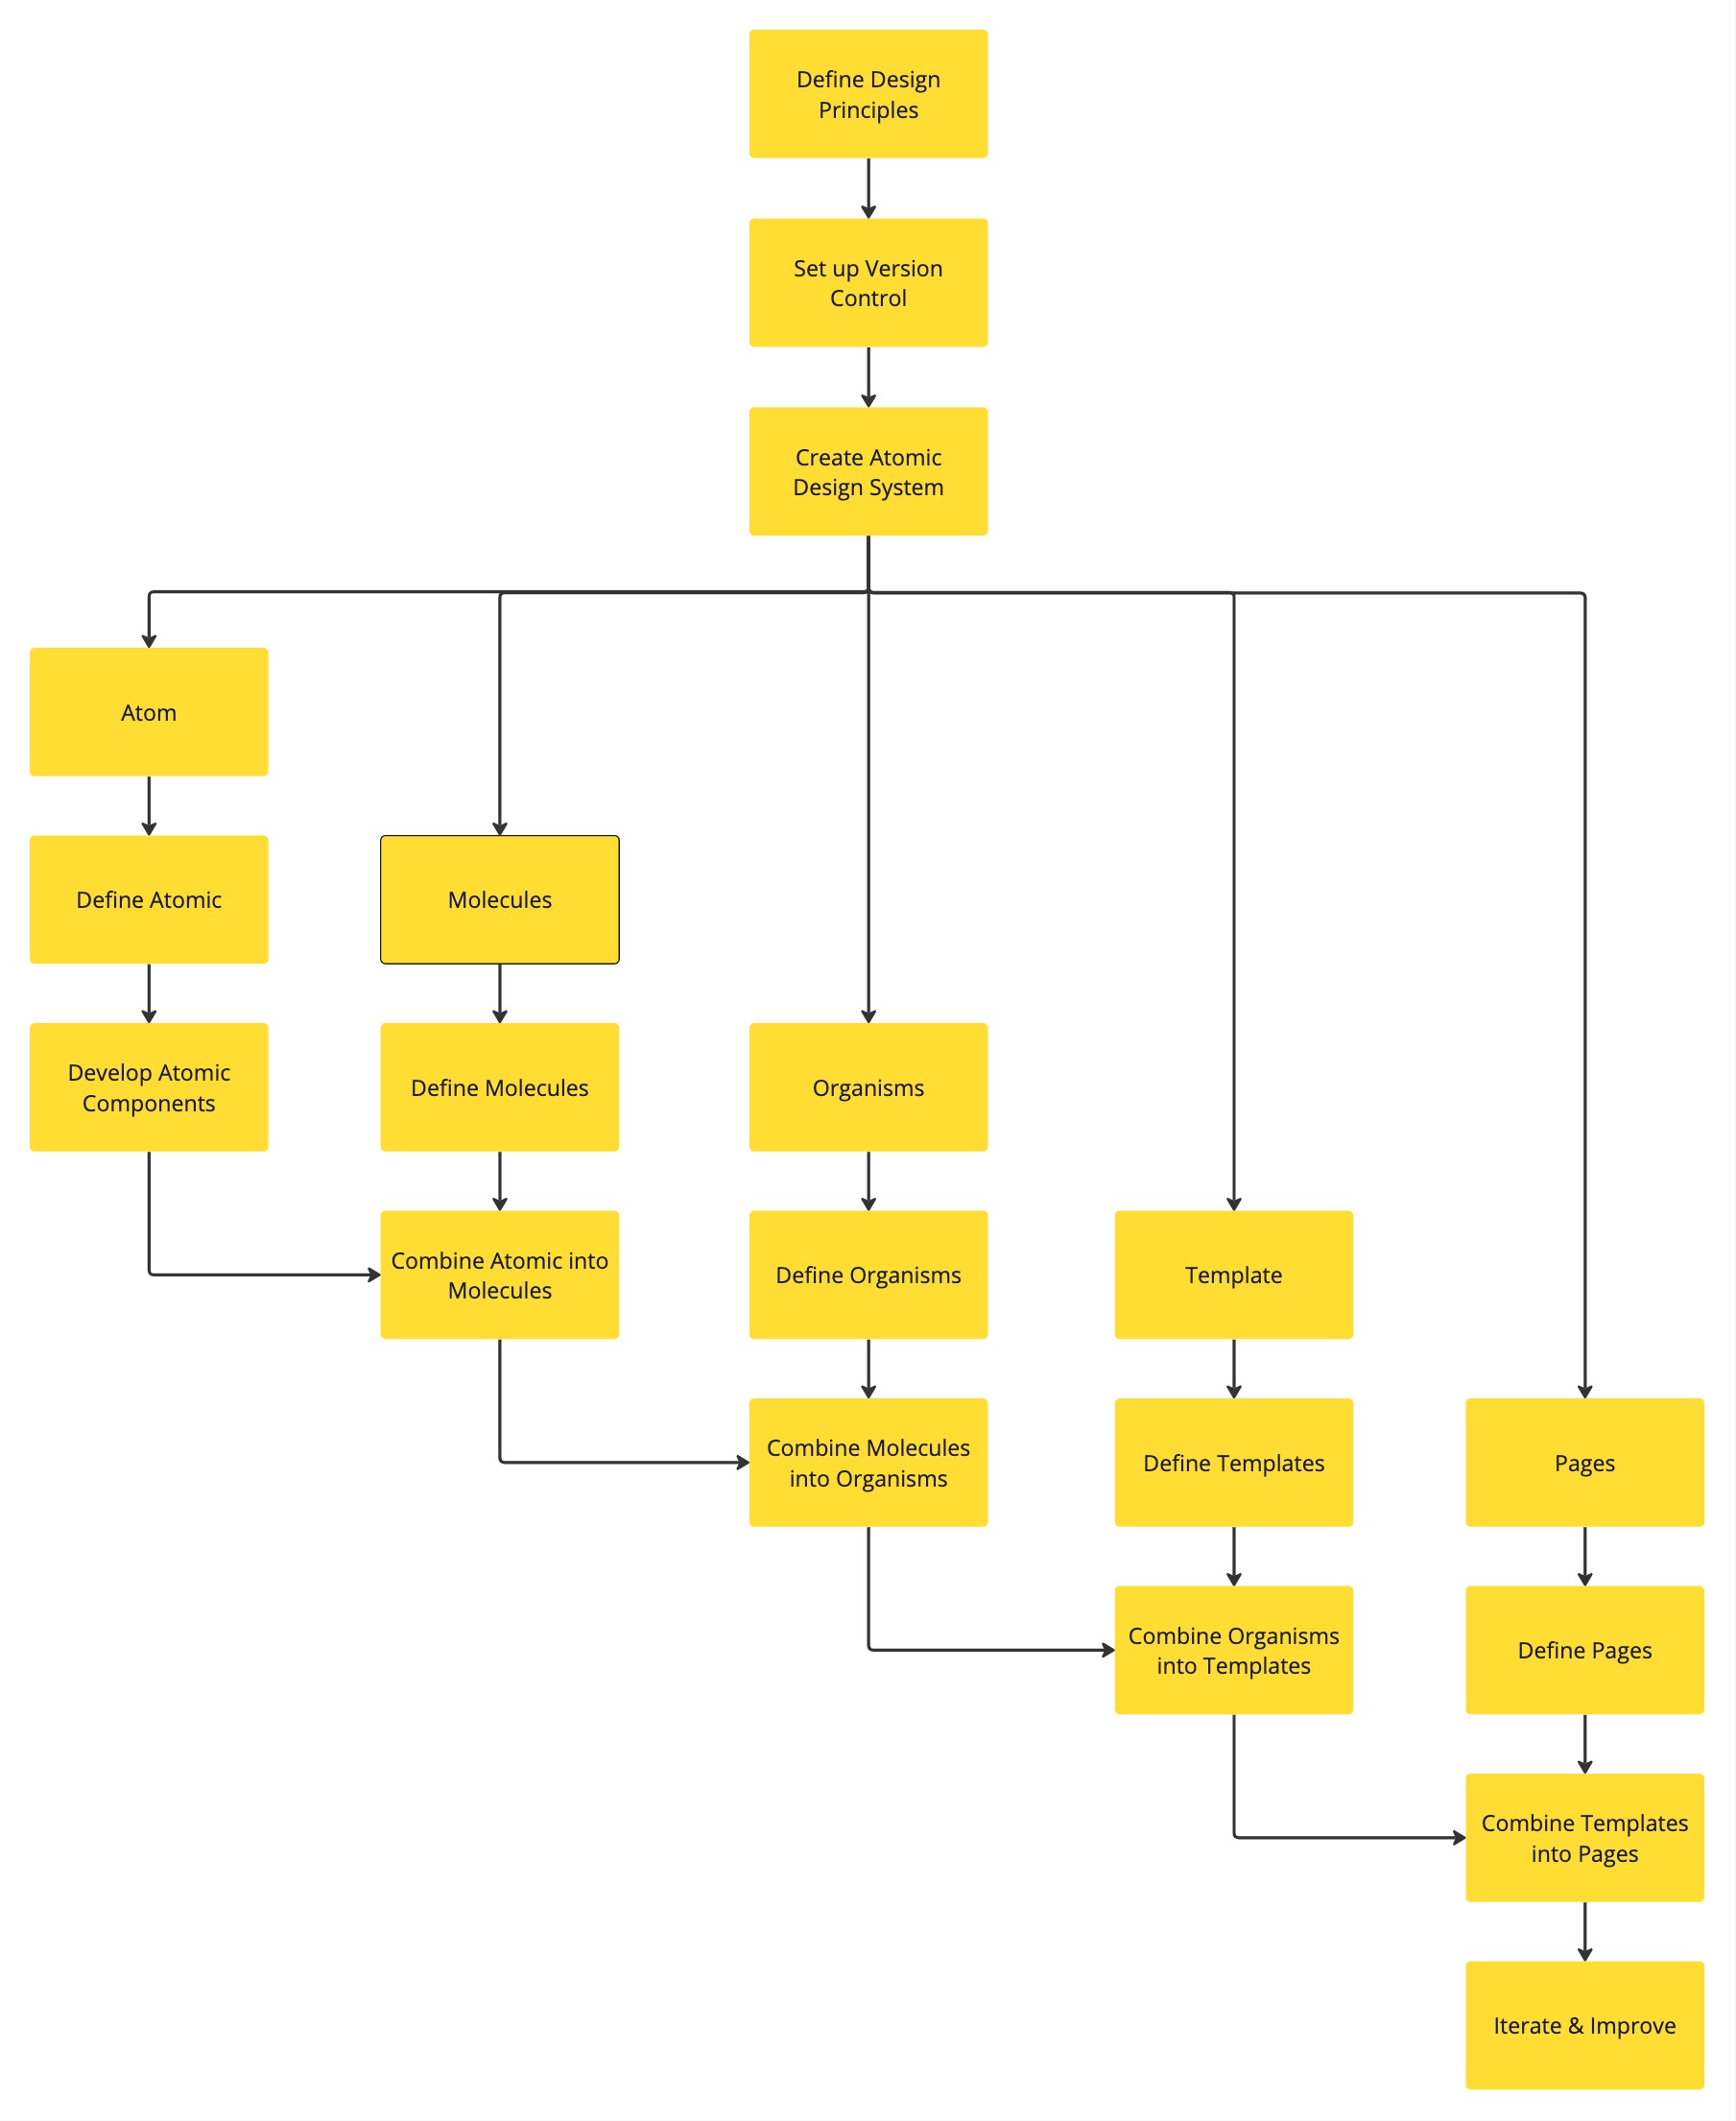 Define Design
Principles
Set up Version
Control
Create Atomic
Design System
Atom
Define Atomic
Molecules
Develop Atomic
Components
Define Molecules
Organisms
Combine Atomic into
Molecules
Define Organisms
Template
Combine Molecules
into Organisms
Define Templates
Pages
Combine Organisms
into Templates
Define Pages
Combine Templates
into Pages
Iterate & Improve